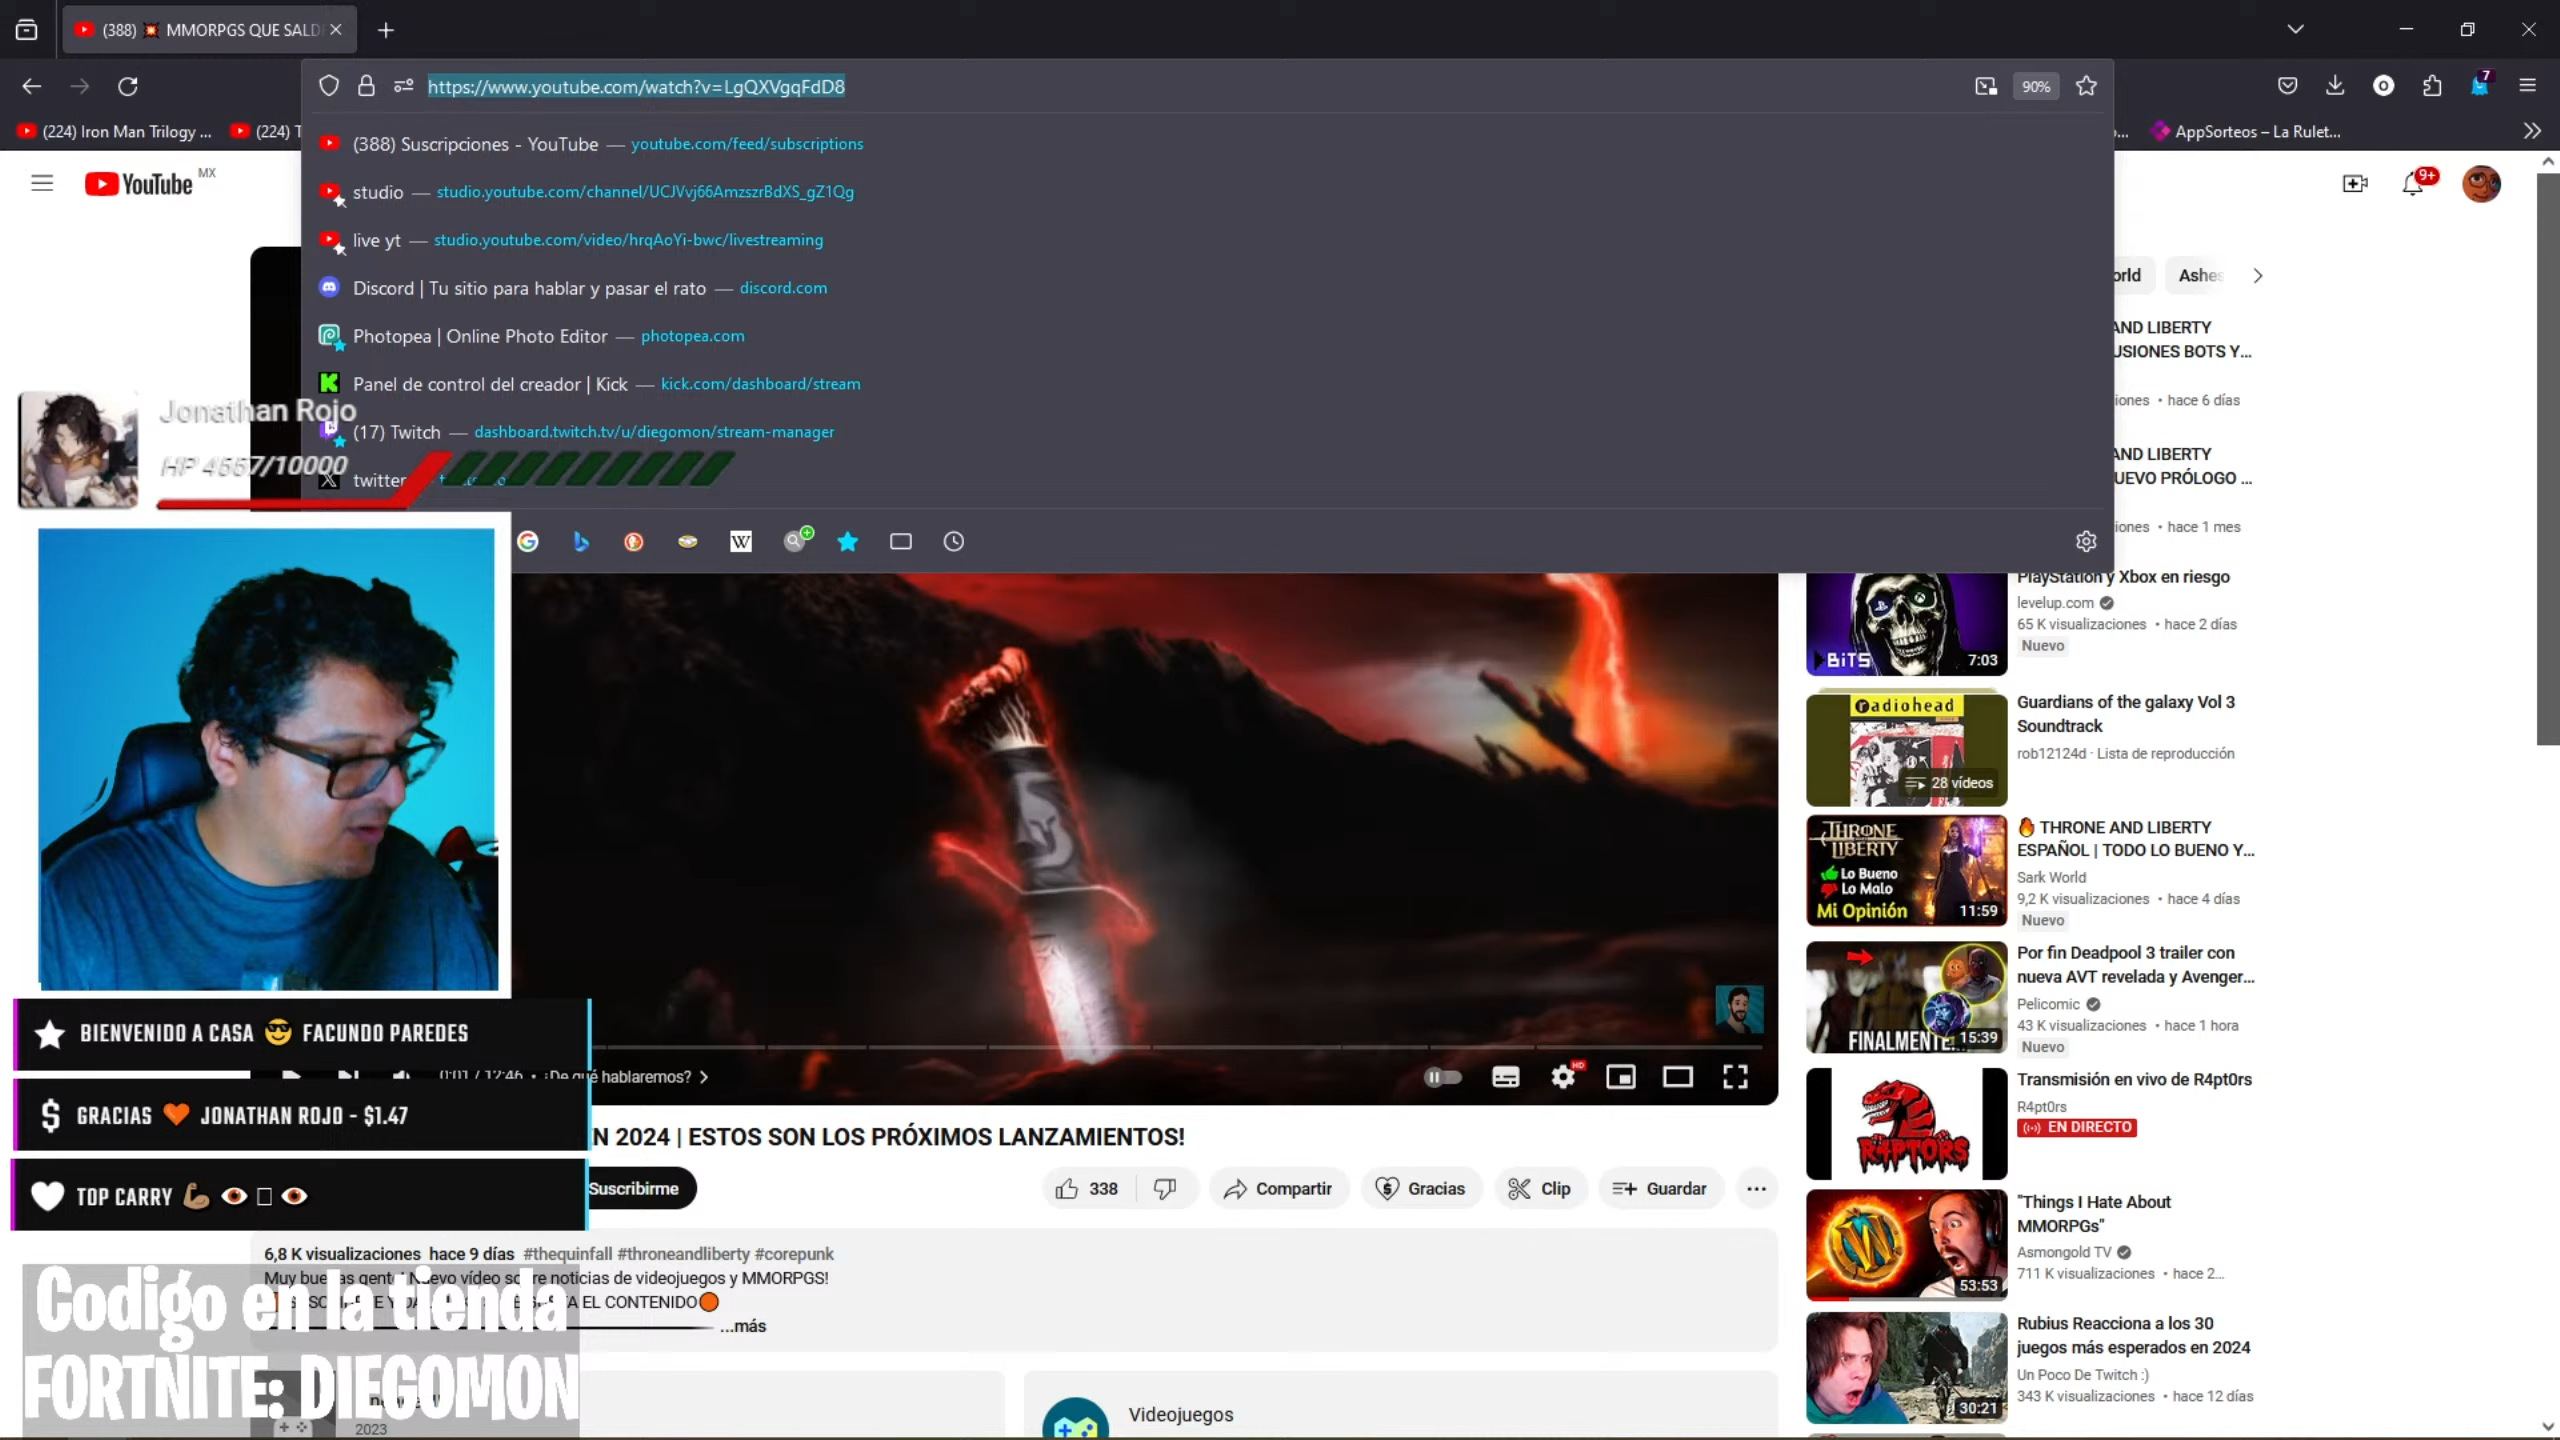 (388) 💥 MMORPGS QUE SALD
https://www.youtube.com/watch?v=LgQXVgqFdD8
90%
7
(224) Iron Man Trilogy ...
(224) T
AppSorteos – La Rulet...
YouTube MX
9+
(388) Suscripciones - YouTube — youtube.com/feed/subscriptions
studio — studio.youtube.com/channel/UCJVvj66AmzszrBdXS_gZ1Qg
live yt — studio.youtube.com/video/hrqAoYi-bwc/livestreaming
Discord | Tu sitio para hablar y pasar el rato — discord.com
Photopea | Online Photo Editor — photopea.com
Panel de control del creador | Kick — kick.com/dashboard/stream
(17) Twitch — dashboard.twitch.tv/u/diegomon/stream-manager
twitter
Jonathan Rojo
HP 4557/10000
orld
Ashes
AND LIBERTY
USIONES BOTS Y...
iones • hace 6 días
AND LIBERTY
UEVO PRÓLOGO ...
iones • hace 1 mes
PlayStation y Xbox en riesgo
levelup.com
65 K visualizaciones • hace 2 días
Nuevo
BiTS
7:03
Guardians of the galaxy Vol 3
Soundtrack
rob12124d · Lista de reproducción
radiohead
28 vídeos
🔥 THRONE AND LIBERTY
ESPAÑOL | TODO LO BUENO Y...
Sark World
9,2 K visualizaciones • hace 4 días
Nuevo
THRONE
LIBERTY
Lo Bueno
Lo Malo
Mi Opinión
11:59
Por fin Deadpool 3 trailer con
nueva AVT revelada y Avenger...
Pelicomic
43 K visualizaciones • hace 1 hora
Nuevo
FINALMENTE...
15:39
Transmisión en vivo de R4pt0rs
R4pt0rs
EN DIRECTO
R4PTORS
"Things I Hate About
MMORPGs"
Asmongold TV
711 K visualizaciones • hace 2...
53:53
Rubius Reacciona a los 30
juegos más esperados en 2024
Un Poco De Twitch :)
343 K visualizaciones • hace 12 días
30:21
BIENVENIDO A CASA 😎 FACUNDO PAREDES
0:01 / 12:46 • ¿De qué hablaremos?
HD
GRACIAS 🧡 JONATHAN ROJO - $1.47
TOP CARRY 💪🏽 👁 □ 👁
N 2024 | ESTOS SON LOS PRÓXIMOS LANZAMIENTOS!
Suscribirme
338
Compartir
Gracias
Clip
Guardar
6,8 K visualizaciones hace 9 días #thequinfall #throneandliberty #corepunk
Muy buenas gente! Nuevo vídeo sobre noticias de videojuegos y MMORPGS!
EL CONTENIDO🟠
...más
Codigo en la tienda
FORTNITE: DIEGOMON
2023
Videojuegos